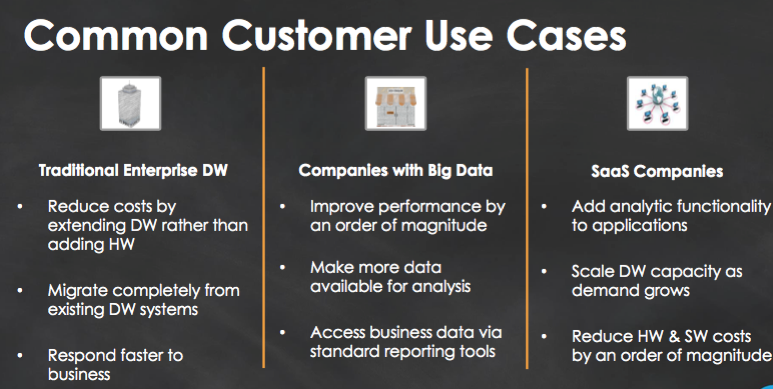 Common Customer Use Cases
Traditional Enterprise DW
• Reduce costs by
extending DW rather than
adding HW
• Migrate completely from
existing DW systems
• Respond faster to
business
Companies with Big Data
• Improve performance by
an order of magnitude
• Make more data
available for analysis
• Access business data via
standard reporting tools
SaaS Companies
• Add analytic functionality
to applications
• Scale DW capacity as
demand grows
• Reduce HW & SW costs
by an order of magnitude